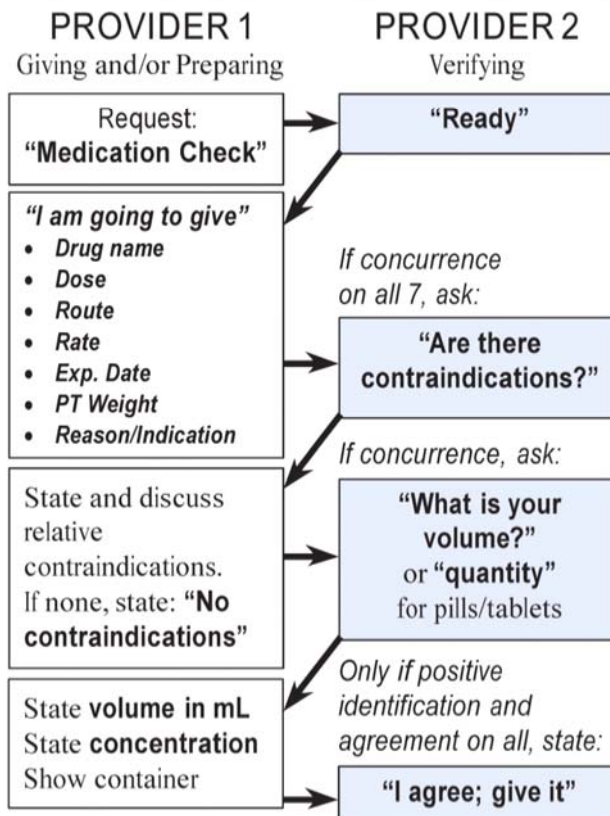 PROVIDER 1
Giving and/or Preparing
PROVIDER 2
Verifying
Request:
“Medication Check”
“Ready”
“I am going to give”
• Drug name
• Dose
• Route
• Rate
• Exp. Date
• PT Weight
• Reason/Indication
If concurrence
on all 7, ask:
“Are there
contraindications?”
State and discuss
relative
contraindications.
If none, state: “No
contraindications”
If concurrence, ask:
“What is your
volume?”
or “quantity”
for pills/tablets
State volume in mL
State concentration
Show container
Only if positive
identification and
agreement on all, state:
“I agree; give it”